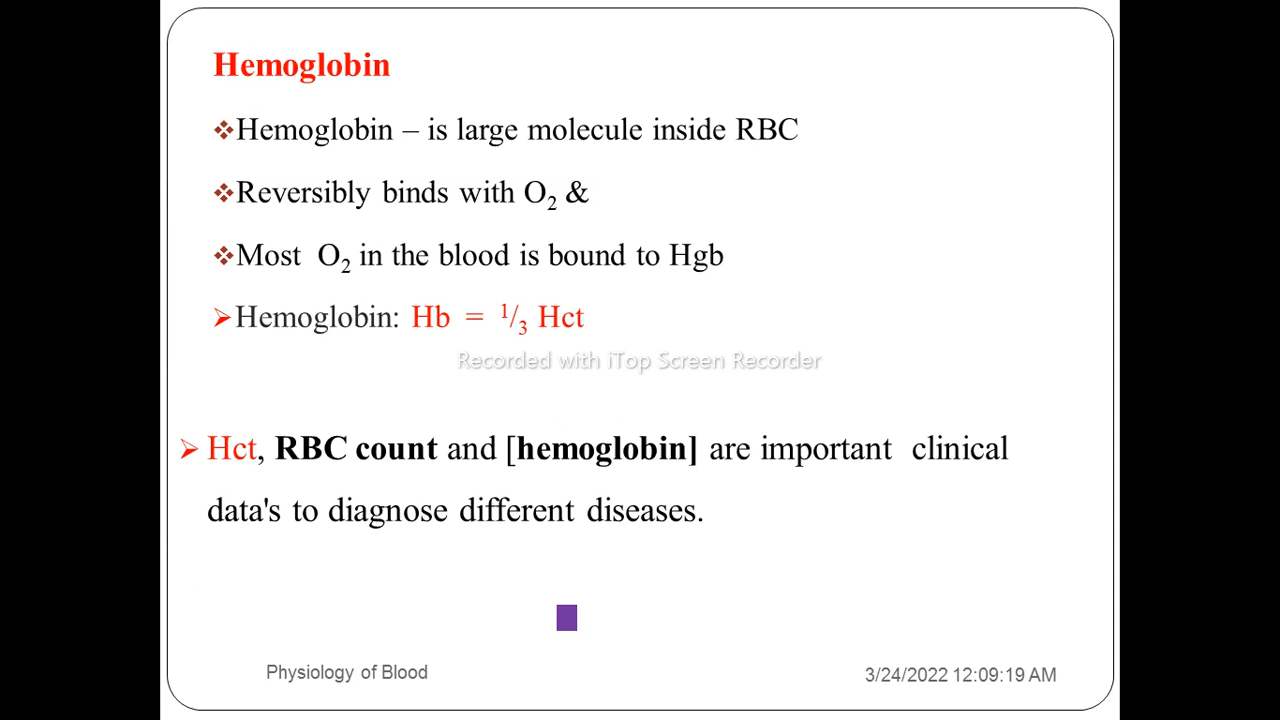 Hemoglobin
❖Hemoglobin – is large molecule inside RBC
❖Reversibly binds with O₂ &
❖Most O₂ in the blood is bound to Hgb
➢Hemoglobin: Hb = ¹/₃ Hct
Recorded with iTop Screen Recorder
➢ Hct, RBC count and [hemoglobin] are important clinical
data's to diagnose different diseases.
Physiology of Blood
3/24/2022 12:09:19 AM